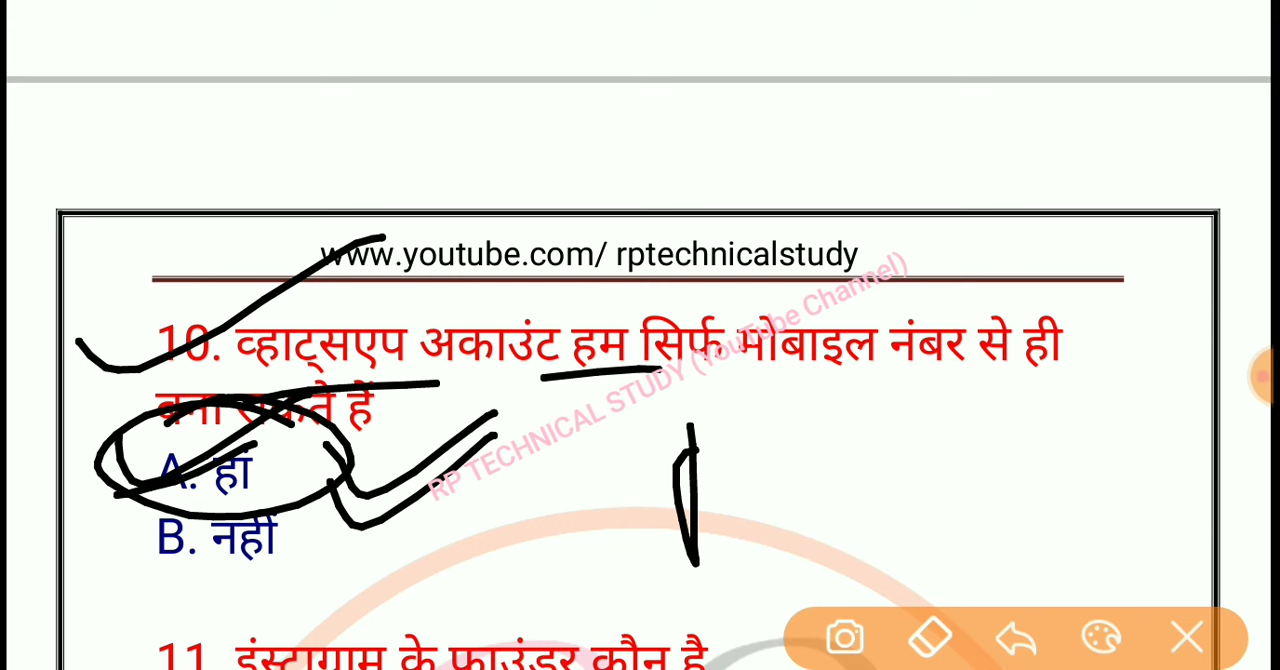 www.youtube.com/ rptechnicalstudy
10. व्हाट्सएप अकाउंट हम सिर्फ मोबाइल नंबर से ही
बना सकते हैं
RP TECHNICAL STUDY (YouTube Channel)
A. हां
B. नहीं
11. इंस्टाग्राम के फाउंडर कौन है